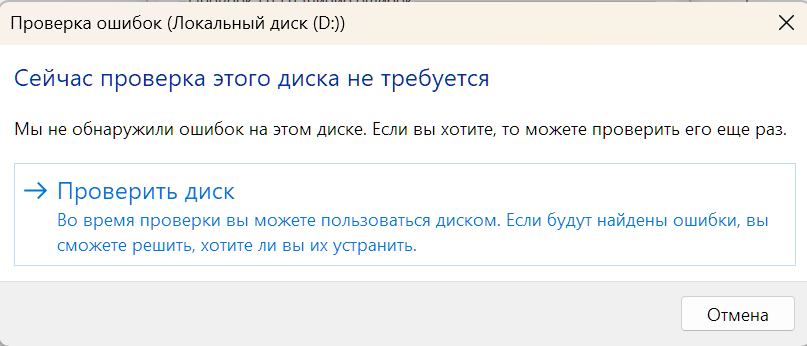 Проверка ошибок (Локальный диск (D:))
Сейчас проверка этого диска не требуется
Мы не обнаружили ошибок на этом диске. Если вы хотите, то можете проверить его еще раз.
Проверить диск
Во время проверки вы можете пользоваться диском. Если будут найдены ошибки, вы
сможете решить, хотите ли вы их устранить.
Отмена